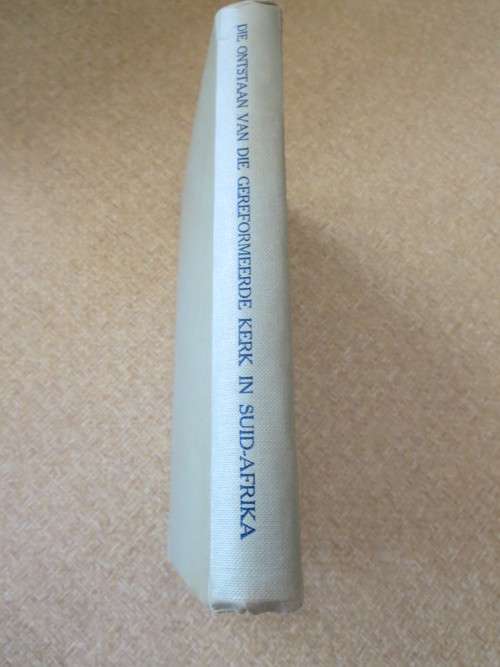 DIE ONTSTAAN VAN DIE GEREFORMEERDE KERK IN SUID-AFRIKA